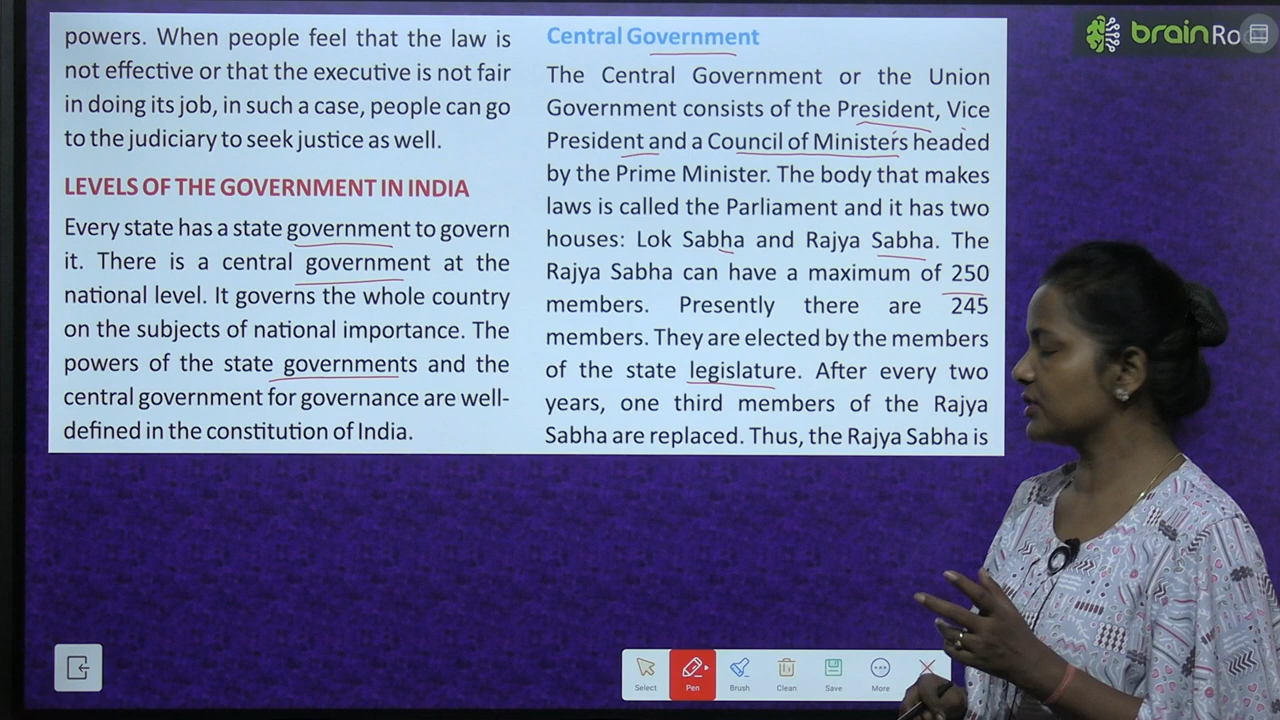 powers. When people feel that the law is
not effective or that the executive is not fair
in doing its job, in such a case, people can go
to the judiciary to seek justice as well.
LEVELS OF THE GOVERNMENT IN INDIA
Every state has a state government to govern
it. There is a central government at the
national level. It governs the whole country
on the subjects of national importance. The
powers of the state governments and the
central government for governance are well-
defined in the constitution of India.
Central Government
The Central Government or the Union
Government consists of the President, Vice
President and a Council of Ministers headed
by the Prime Minister. The body that makes
laws is called the Parliament and it has two
houses: Lok Sabha and Rajya Sabha. The
Rajya Sabha can have a maximum of 250
members. Presently there are 245
members. They are elected by the members
of the state legislature. After every two
years, one third members of the Rajya
Sabha are replaced. Thus, the Rajya Sabha is
brainRo
Select
Pen
Brush
Clean
Save
More